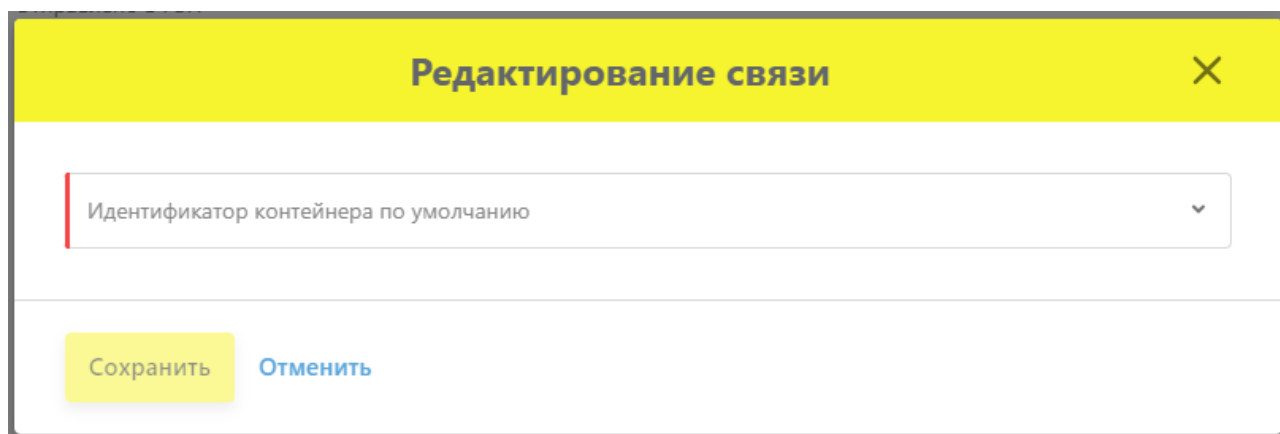 Редактирование связи
Идентификатор контейнера по умолчанию
Сохранить Отменить